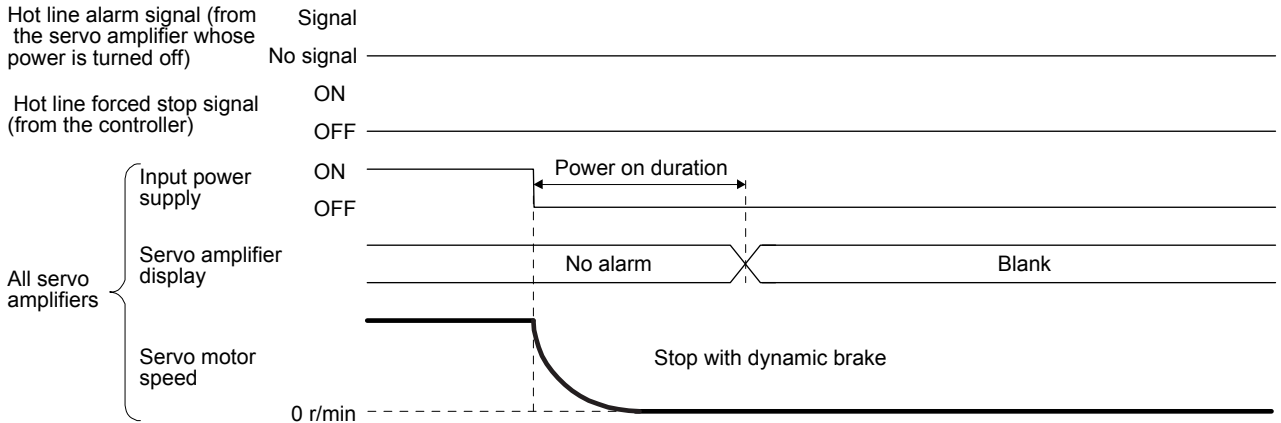 Hot line alarm signal (from
the servo amplifier whose
power is turned off)
Signal
No signal
Hot line forced stop signal
(from the controller)
ON
OFF
All servo
amplifiers
Input power
supply
ON
OFF
Power on duration
Servo amplifier
display
No alarm
Blank
Servo motor
speed
Stop with dynamic brake
0 r/min